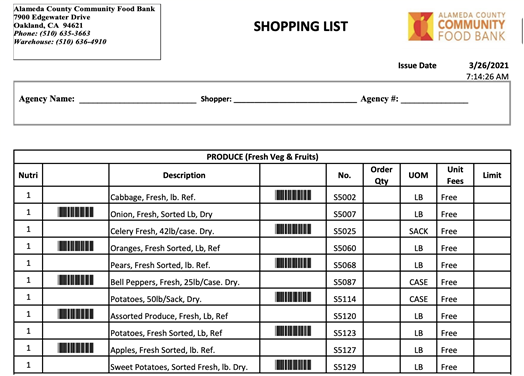 Alameda County Community Food Bank
7900 Edgewater Drive
Oakland, CA 94621
Phone: (510) 635-3663
Warehouse: (510) 636-4910
SHOPPING LIST
ALAMEDA COUNTY
COMMUNITY
FOOD BANK
Issue Date 3/26/2021
7:14:26 AM
Agency Name: Shopper: Agency #:
PRODUCE (Fresh Veg & Fruits)
Nutri Description No. Order Qty UOM Unit Fees Limit
1 Cabbage, Fresh, lb. Ref. S5002 LB Free
1 Onion, Fresh, Sorted Lb, Dry S5007 LB Free
1 Celery Fresh, 42lb/case. Dry. S5025 SACK Free
1 Oranges, Fresh Sorted, Lb, Ref S5060 LB Free
1 Pears, Fresh Sorted, lb. Ref. S5068 LB Free
1 Bell Peppers, Fresh, 25lb/Case. Dry. S5087 CASE Free
1 Potatoes, 50lb/Sack, Dry. S5114 CASE Free
1 Assorted Produce, Fresh, Lb, Ref S5120 LB Free
1 Potatoes, Fresh Sorted, Lb, Ref S5123 LB Free
1 Apples, Fresh Sorted, lb. Ref. S5127 LB Free
1 Sweet Potatoes, Sorted Fresh, lb. Dry. S5129 LB Free